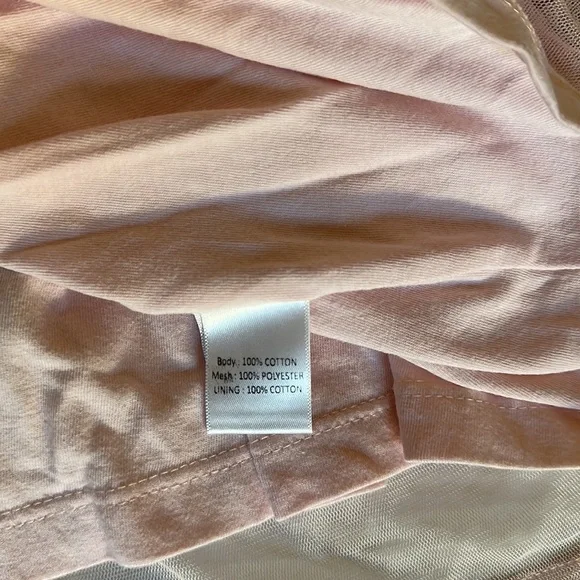 Body : 100% COTTON
Mesh : 100% POLYESTER
LINING : 100% COTTON